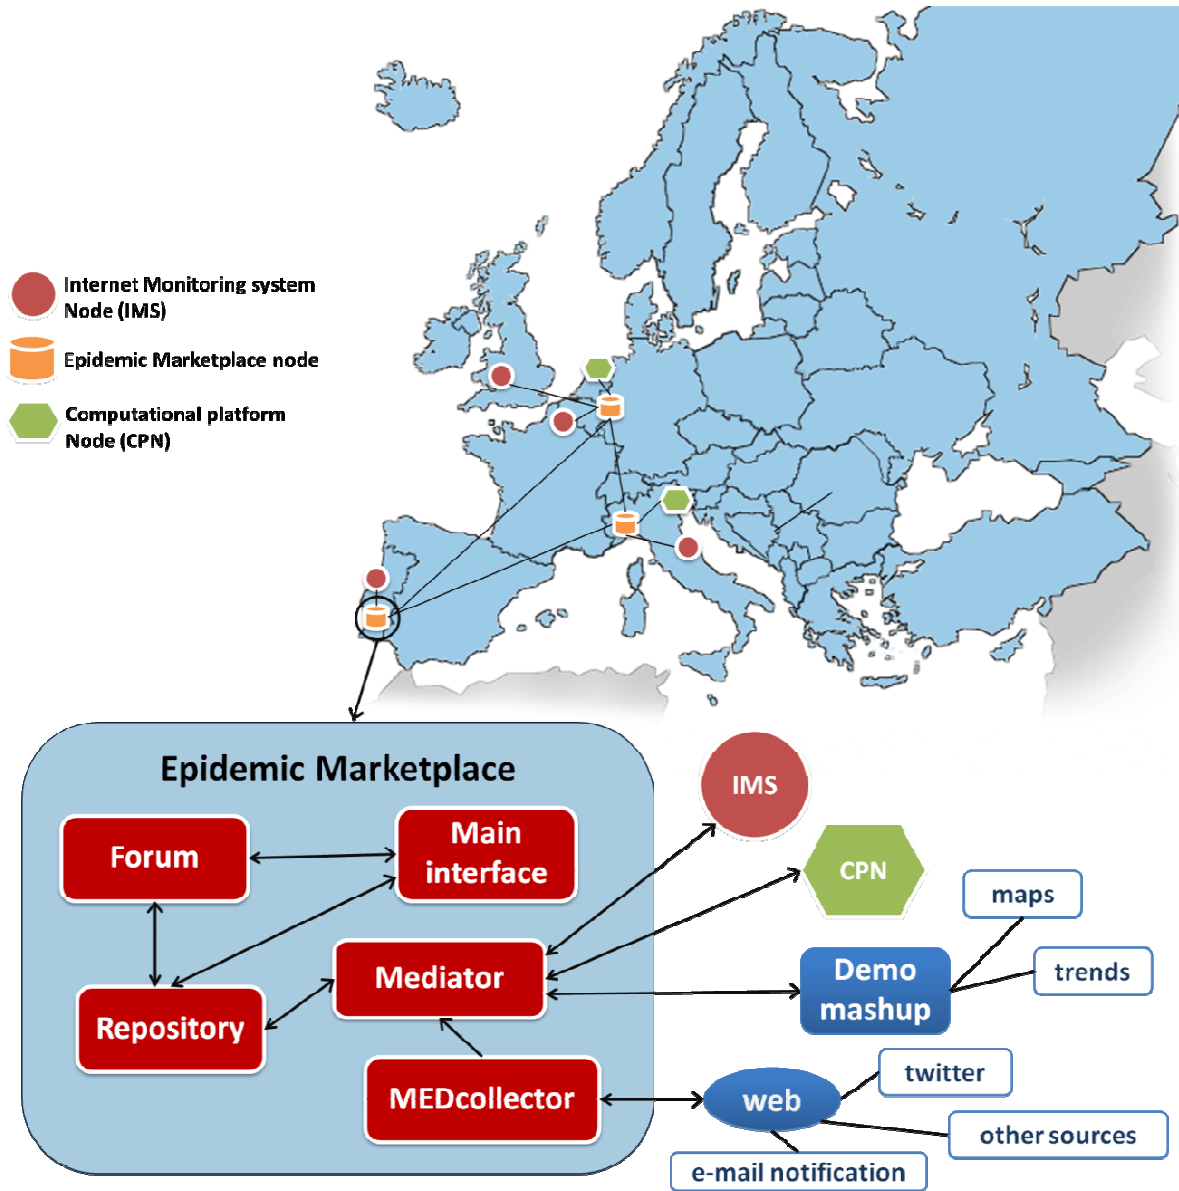 Internet Monitoring system
Node (IMS)
Epidemic Marketplace node
Computational platform
Node (CPN)
Epidemic Marketplace
IMS
Forum
Main
interface
CPN
maps
Mediator
Demo
mashup
trends
Repository
MEDcollector
web
twitter
other sources
e-mail notification